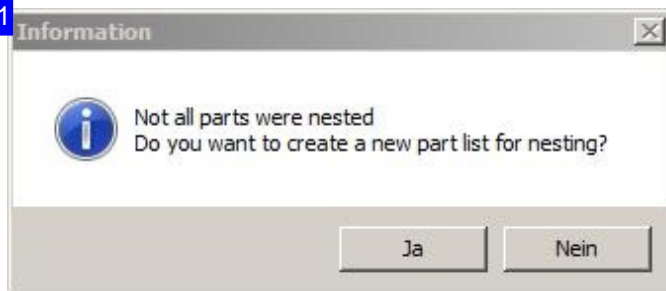 1
Information
Not all parts were nested
Do you want to create a new part list for nesting?
Ja
Nein